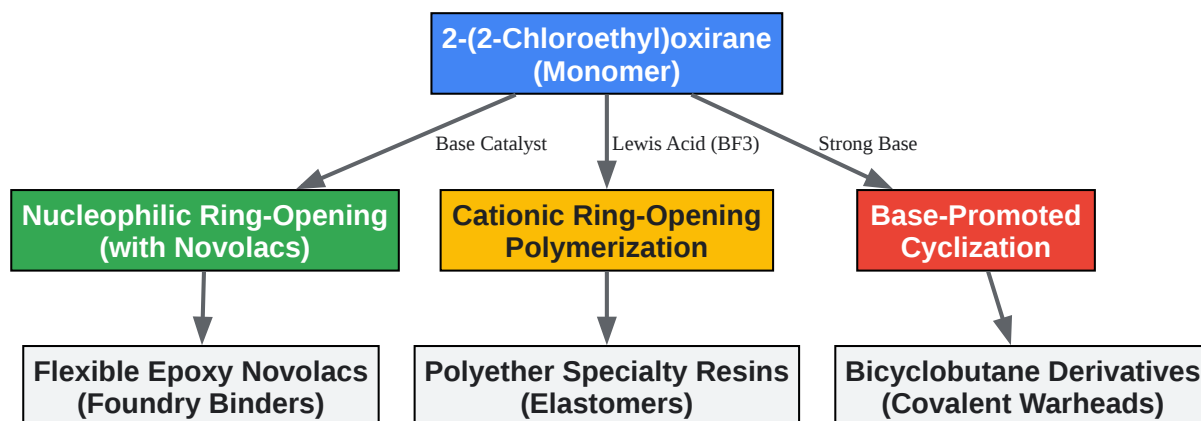 2-(2-Chloroethyl)oxirane
(Monomer)
Base Catalyst
Lewis Acid (BF3)
Strong Base
Nucleophilic Ring-Opening
(with Novolacs)
Cationic Ring-Opening
Polymerization
Base-Promoted
Cyclization
Flexible Epoxy Novolacs
(Foundry Binders)
Polyether Specialty Resins
(Elastomers)
Bicyclobutane Derivatives
(Covalent Warheads)